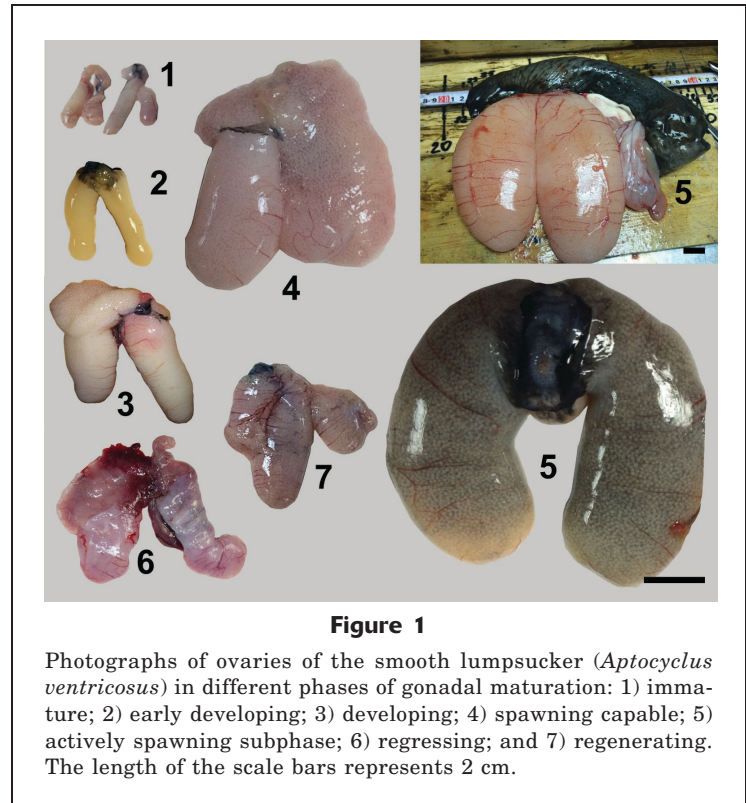 1
2
3
4
5
20
5
6
7
Figure 1
Photographs of ovaries of the smooth lumpsucker (Aptocyclus
ventricosus) in different phases of gonadal maturation: 1) imma-
ture; 2) early developing; 3) developing; 4) spawning capable; 5)
actively spawning subphase; 6) regressing; and 7) regenerating.
The length of the scale bars represents 2 cm.